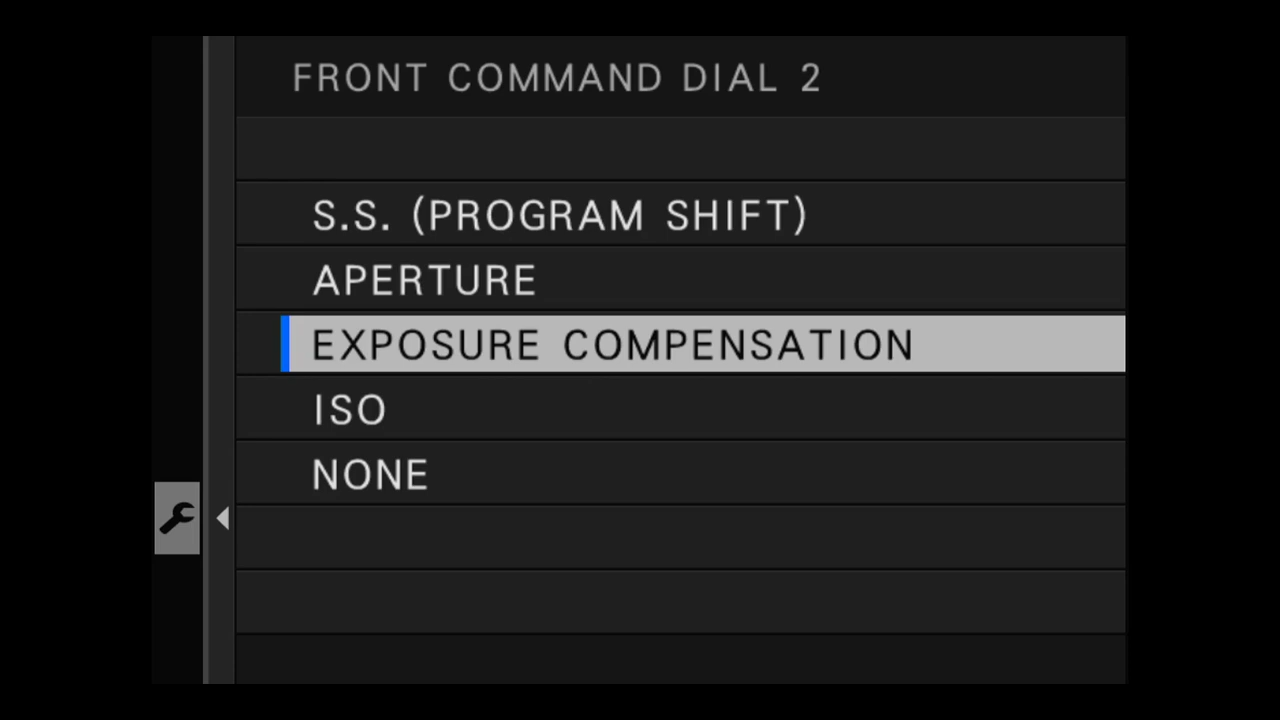 FRONT COMMAND DIAL 2
S.S. (PROGRAM SHIFT)
APERTURE
EXPOSURE COMPENSATION
ISO
NONE